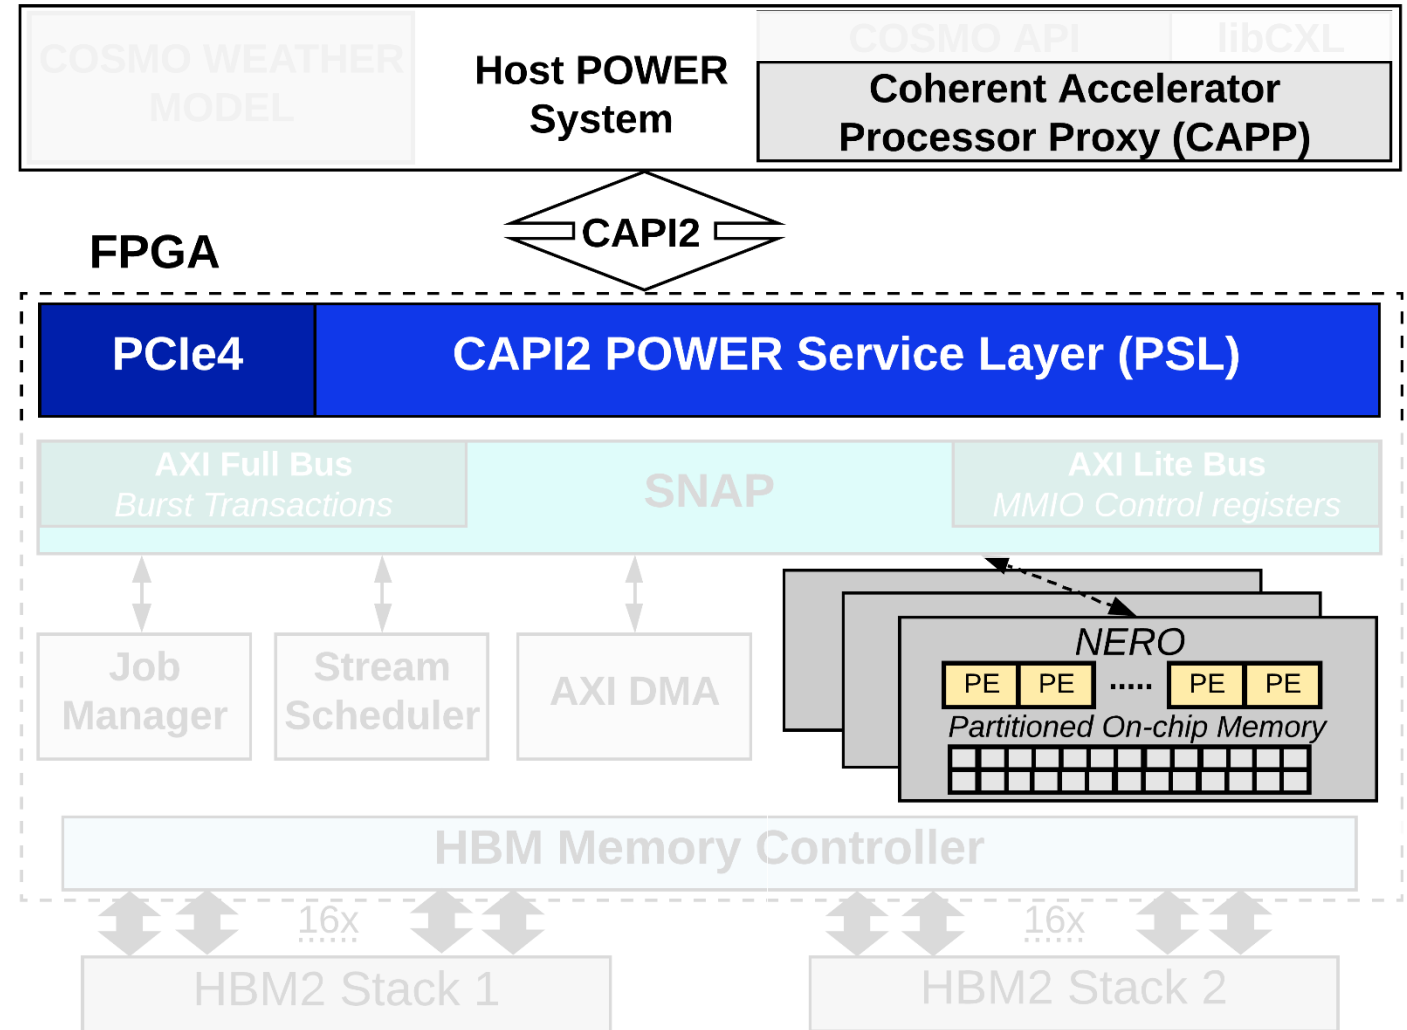 COSMO WEATHER
MODEL
Host POWER
System
COSMO API
libCXL
Coherent Accelerator
Processor Proxy (CAPP)
CAPI2
FPGA
PCIe4
CAPI2 POWER Service Layer (PSL)
AXI Full Bus
Burst Transactions
SNAP
AXI Lite Bus
MMIO Control registers
Job
Manager
Stream
Scheduler
AXI DMA
NERO
PE PE ..... PE PE
Partitioned On-chip Memory
HBM Memory Controller
16x
16x
HBM2 Stack 1
HBM2 Stack 2